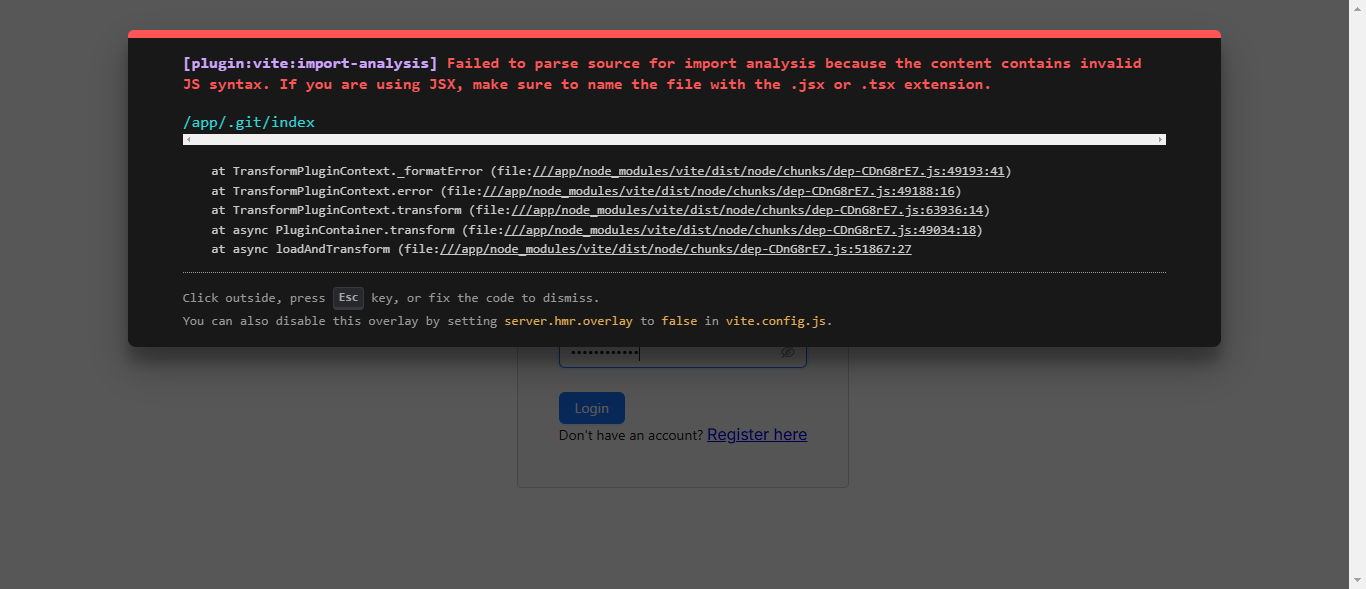 [plugin:vite:import-analysis] Failed to parse source for import analysis because the content contains invalid
JS syntax. If you are using JSX, make sure to name the file with the .jsx or .tsx extension.
/app/.git/index
at TransformPluginContext._formatError (file:///app/node_modules/vite/dist/node/chunks/dep-CDnG8rE7.js:49193:41)
at TransformPluginContext.error (file:///app/node_modules/vite/dist/node/chunks/dep-CDnG8rE7.js:49188:16)
at TransformPluginContext.transform (file:///app/node_modules/vite/dist/node/chunks/dep-CDnG8rE7.js:63936:14)
at async PluginContainer.transform (file:///app/node_modules/vite/dist/node/chunks/dep-CDnG8rE7.js:49034:18)
at async loadAndTransform (file:///app/node_modules/vite/dist/node/chunks/dep-CDnG8rE7.js:51867:27
Click outside, press Esc key, or fix the code to dismiss.
You can also disable this overlay by setting server.hmr.overlay to false in vite.config.js.
••••••••••••
Login
Don't have an account? Register here